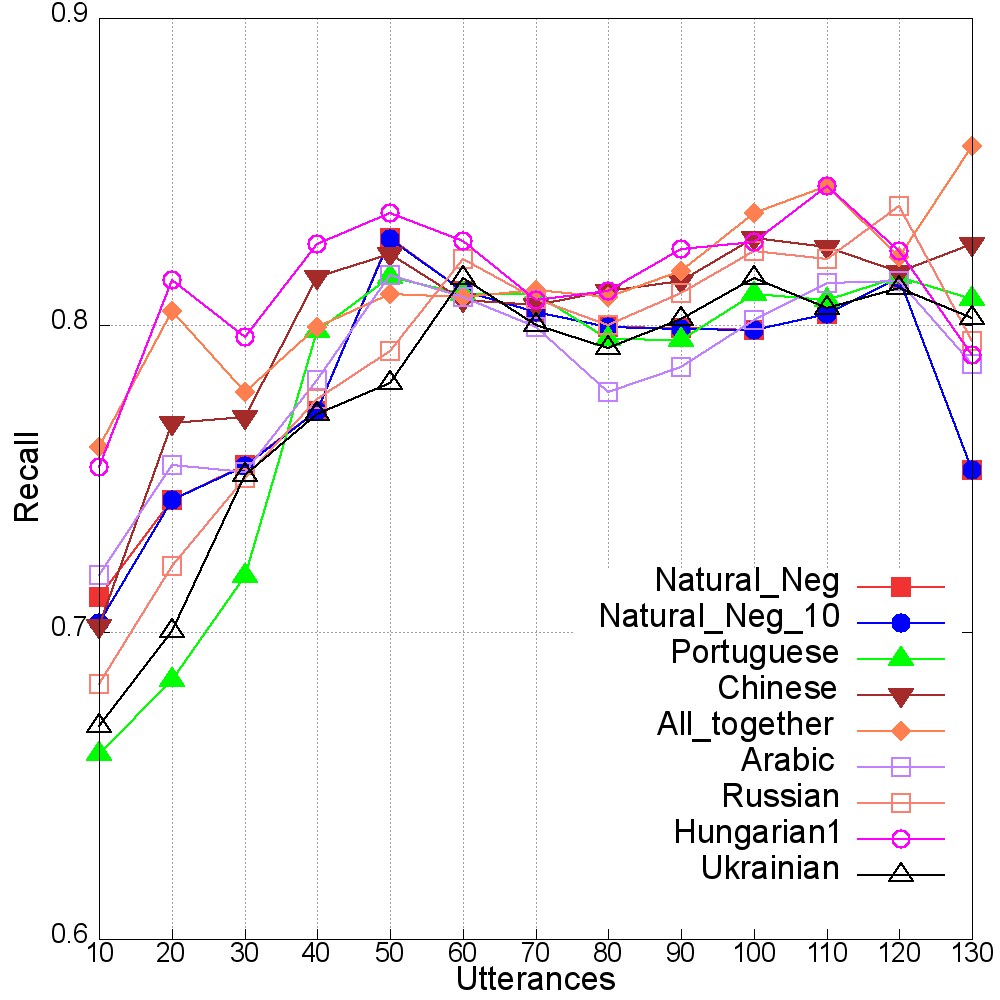 0.9
0.8
0.7
0.6
Recall
10 20 30 40 50 60 70 80 90 100 110 120 130
Utterances
Natural_Neg
Natural_Neg_10
Portuguese
Chinese
All_together
Arabic
Russian
Hungarian1
Ukrainian